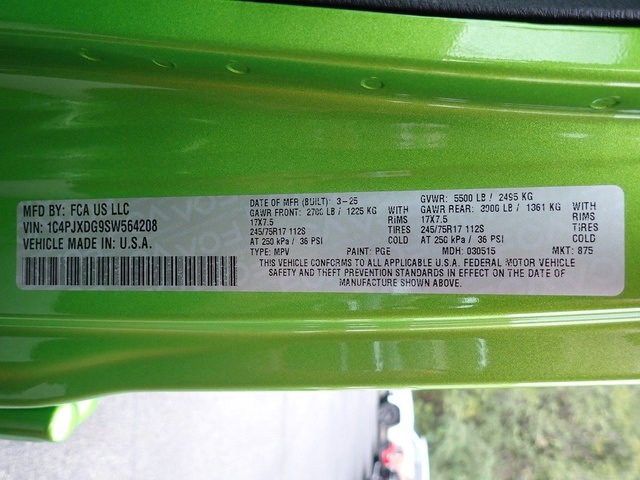 MFD BY: FCA US LLC
VIN: 1C4PJXDG9SW564208
VEHICLE MADE IN U.S.A.
DATE OF MFR (BUILT): 3-25
GAWR FRONT: 2700 LB / 1225 KG WITH
17X7.5 RIMS
245/75R17 112S TIRES
AT 250 kPa / 36 PSI COLD
TYPE: MPV PAINT: PGE
GVWR: 5500 LB / 2495 KG
GAWR REAR: 3000 LB / 1361 KG WITH
17X7.5 RIMS
245/75R17 112S TIRES
AT 250 kPa / 36 PSI COLD
MDH: 030515 MKT: 875
THIS VEHICLE CONFORMS TO ALL APPLICABLE U.S.A. FEDERAL MOTOR VEHICLE
SAFETY AND THEFT PREVENTION STANDARDS IN EFFECT ON THE DATE OF
MANUFACTURE SHOWN ABOVE.